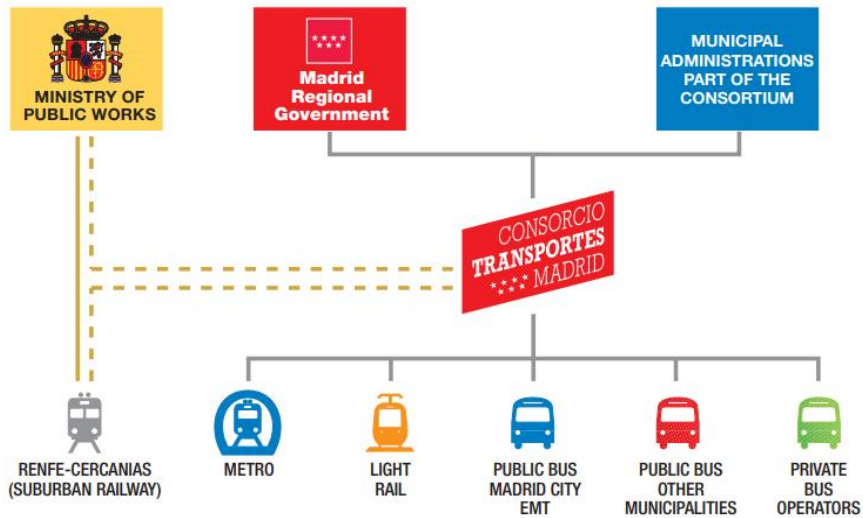 MINISTRY OF
PUBLIC WORKS
Madrid
Regional
Government
MUNICIPAL
ADMINISTRATIONS
PART OF THE
CONSORTIUM
CONSORCIO
TRANSPORTES
MADRID
RENFE-CERCANIAS
(SUBURBAN RAILWAY)
METRO
LIGHT
RAIL
PUBLIC BUS
MADRID CITY
EMT
PUBLIC BUS
OTHER
MUNICIPALITIES
PRIVATE
BUS
OPERATORS